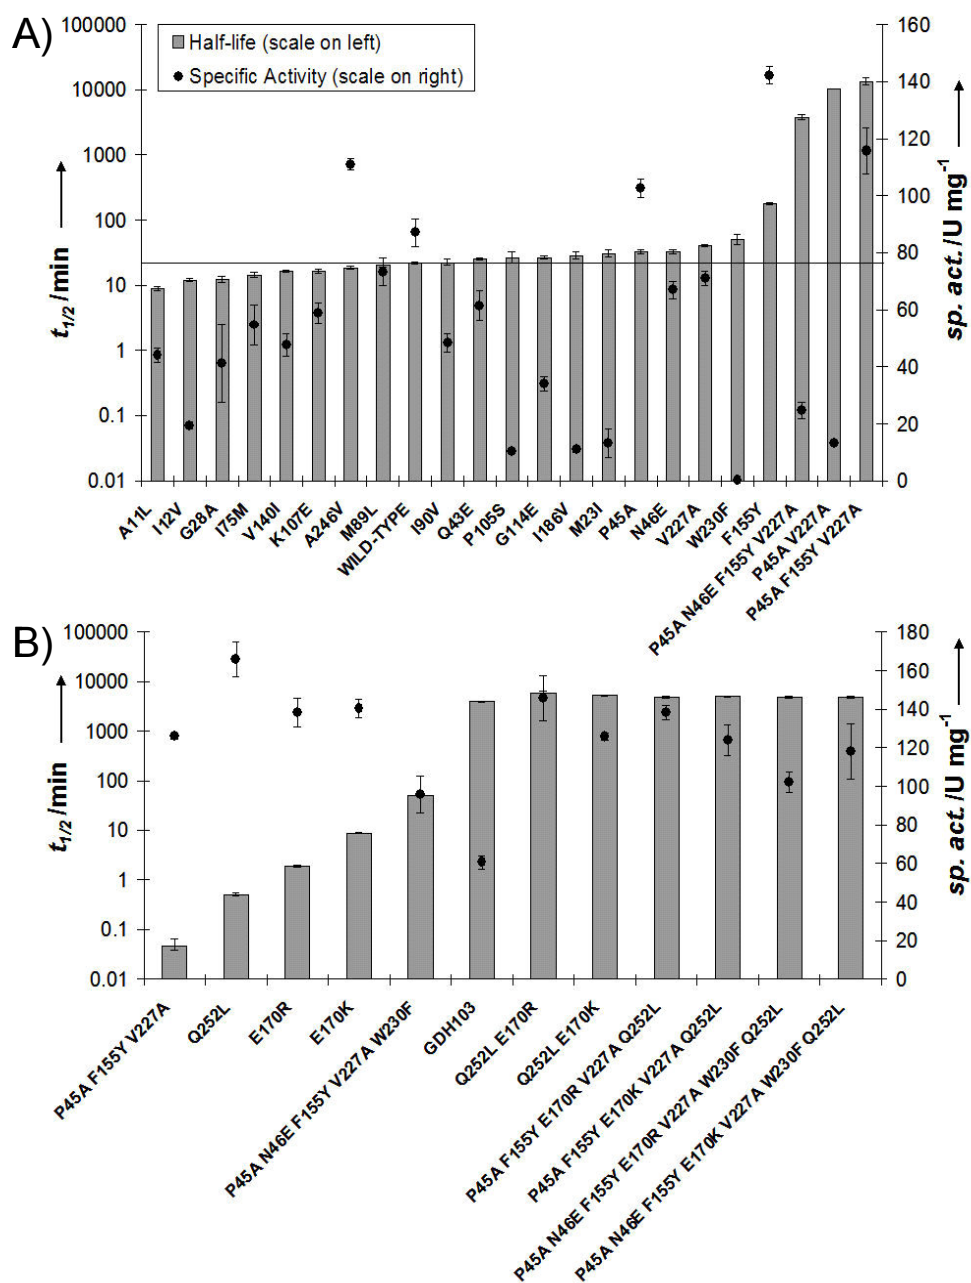 A)
Half-life (scale on left)
Specific Activity (scale on right)
100000
10000
1000
100
10
1
0.1
0.01
t1/2 /min
160
140
120
100
80
60
40
20
0
sp. act./U mg-1
A11L
I12V
G28A
I75M
V140I
K107E
A246V
M89L
WILD-TYPE
I90V
Q43E
P105S
G114E
I186V
M23I
P45A
N46E
V227A
W230F
F155Y
P45A N46E F155Y V227A
P45A V227A
P45A F155Y V227A
B)
100000
10000
1000
100
10
1
0.1
0.01
t1/2 /min
180
160
140
120
100
80
60
40
20
0
sp. act./U mg-1
P45A F155Y V227A
Q252L
E170R
E170K
P45A N46E F155Y V227A W230F
GDH103
Q252L E170R
Q252L E170K
P45A F155Y E170R V227A Q252L
P45A F155Y E170K V227A Q252L
P45A N46E F155Y E170R V227A W230F Q252L
P45A N46E F155Y E170K V227A W230F Q252L